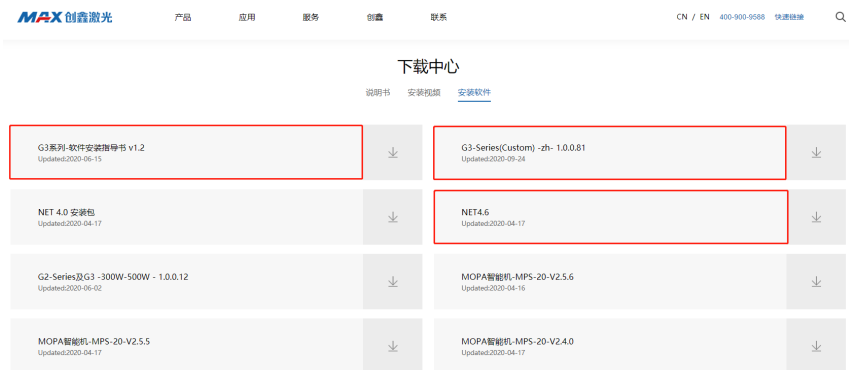 MAX 创鑫激光
产品 应用 服务 创鑫 联系
CN / EN 400-900-9588 快速链接
下载中心
说明书 安装视频 安装软件
G3系列-软件安装指导书 v1.2
Updated:2020-06-15
G3-Series(Custom) -zh- 1.0.0.81
Updated:2020-09-24
NET 4.0 安装包
Updated:2020-04-17
NET4.6
Updated:2020-04-17
G2-Series及G3 -300W-500W - 1.0.0.12
Updated:2020-06-02
MOPA智能机-MPS-20-V2.5.6
Updated:2020-04-16
MOPA智能机-MPS-20-V2.5.5
Updated:2020-04-17
MOPA智能机-MPS-20-V2.4.0
Updated:2020-04-17